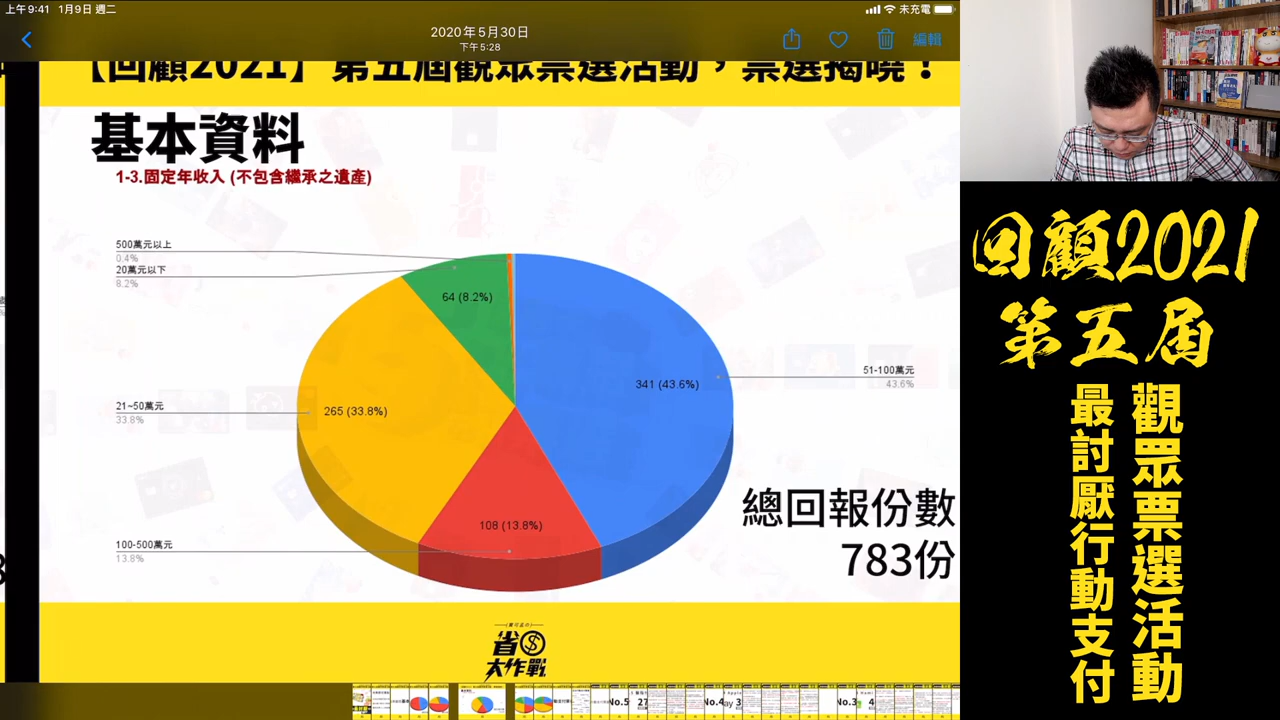 上午9:41 1月9日 週二
未充電
2020年5月30日
下午5:28
編輯
【回顧2021】第五屆觀眾票選活動，票選揭曉！
基本資料
1-3.固定年收入 (不包含繼承之遺產)
500萬元以上
0.4%
20萬元以下
8.2%
64 (8.2%)
51-100萬元
43.6%
341 (43.6%)
21~50萬元
33.8%
265 (33.8%)
108 (13.8%)
100-500萬元
13.8%
總回報份數
783份
省$
大作戰
No.5
No.4
No.3
回顧2021
第五屆
觀眾票選活動
最討厭行動支付